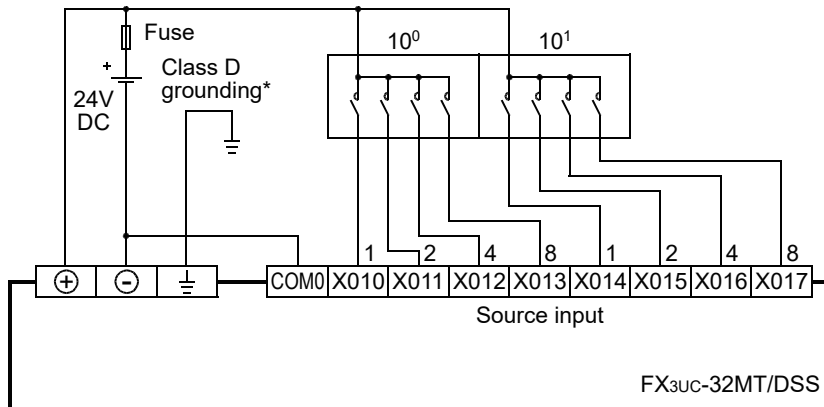 Fuse
10⁰
10¹
+
24V
DC
Class D
grounding*
1
2
4
8
1
2
4
8
+
-
COM0
X010
X011
X012
X013
X014
X015
X016
X017
Source input
FX3UC-32MT/DSS